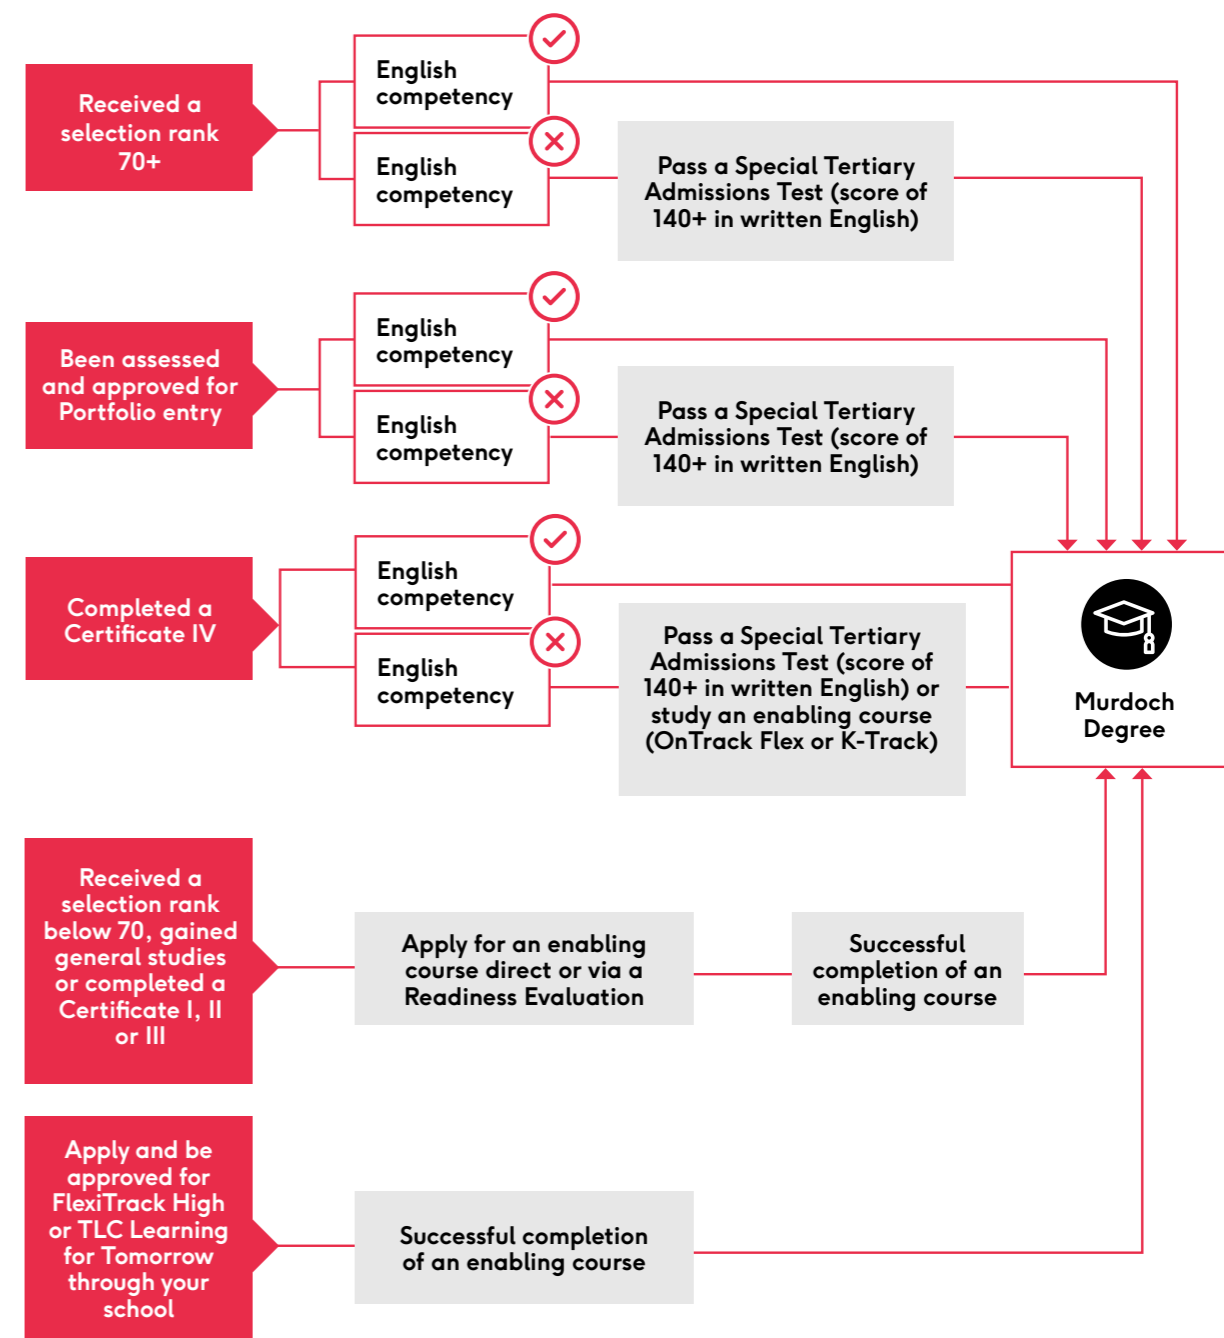 Received a
selection rank
70+
English
competency
English
competency
Pass a Special Tertiary
Admissions Test (score of
140+ in written English)
Been assessed
and approved for
Portfolio entry
English
competency
English
competency
Pass a Special Tertiary
Admissions Test (score of
140+ in written English)
Completed a
Certificate IV
English
competency
English
competency
Pass a Special Tertiary
Admissions Test (score of
140+ in written English) or
study an enabling course
(OnTrack Flex or K-Track)
Murdoch
Degree
Received a
selection rank
below 70, gained
general studies
or completed a
Certificate I, II
or III
Apply for an enabling
course direct or via a
Readiness Evaluation
Successful
completion of an
enabling course
Apply and be
approved for
FlexiTrack High
or TLC Learning
for Tomorrow
through your
school
Successful completion
of an enabling course